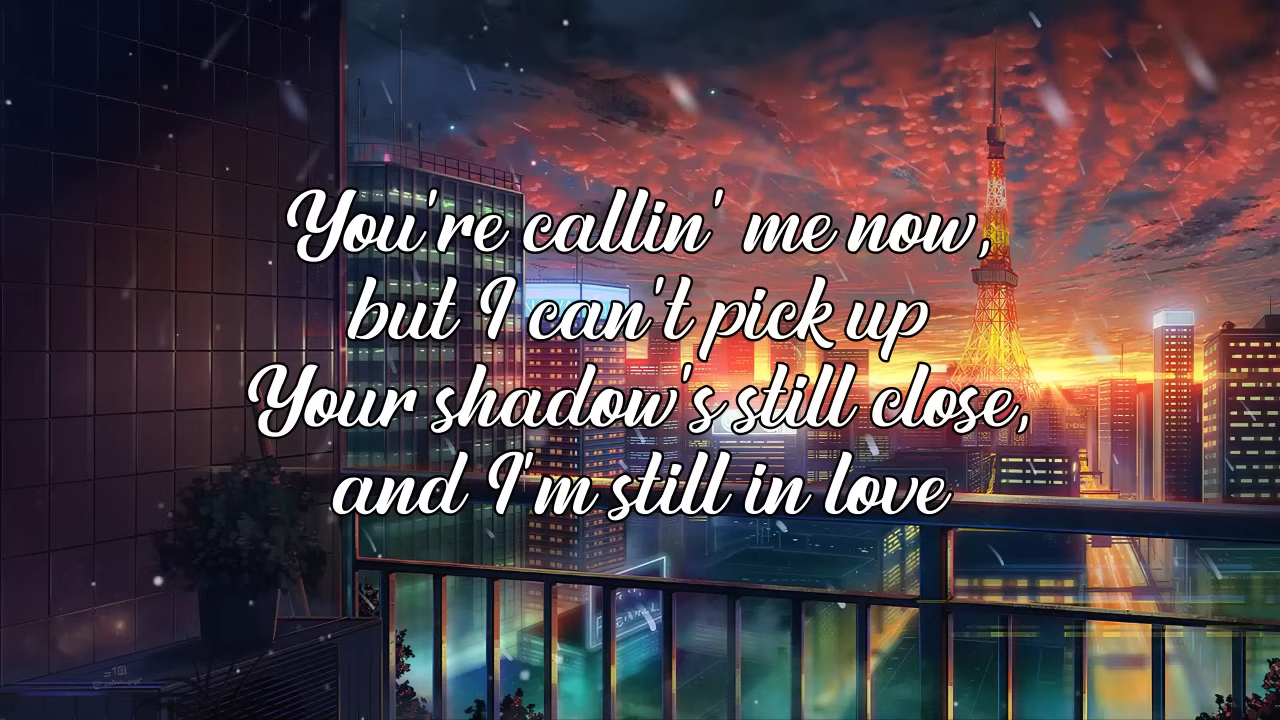 You're callin' me now,
but I can't pick up
Your shadow's still close,
and I'm still in love